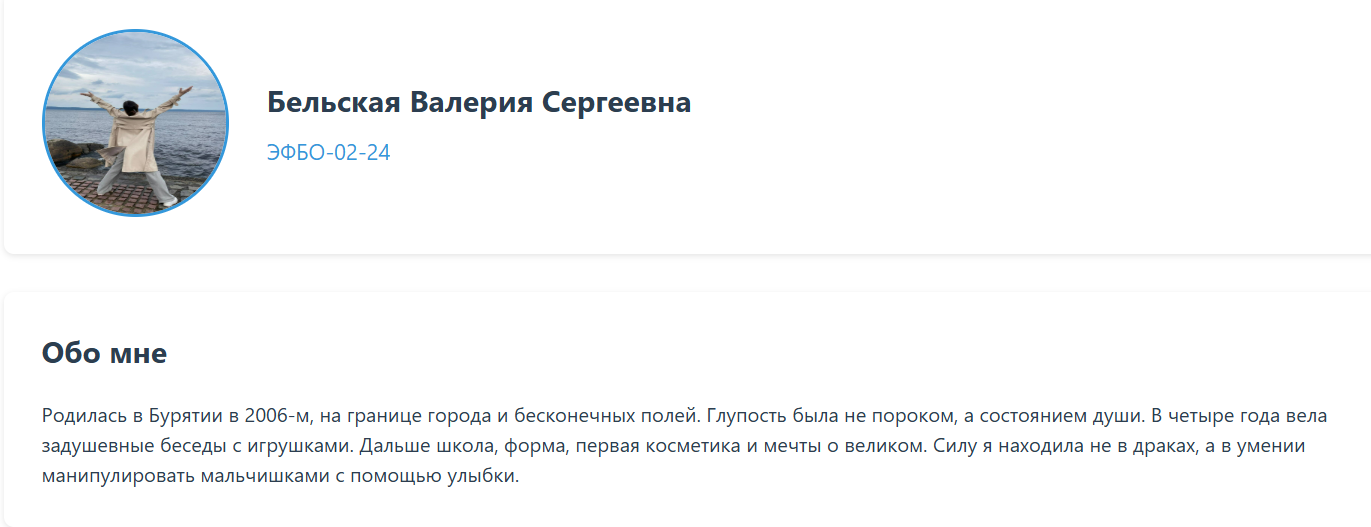 Бельская Валерия Сергеевна
ЭФБО-02-24
Обо мне
Родилась в Бурятии в 2006-м, на границе города и бесконечных полей. Глупость была не пороком, а состоянием души. В четыре года вела
задушевные беседы с игрушками. Дальше школа, форма, первая косметика и мечты о великом. Силу я находила не в драках, а в умении
манипулировать мальчишками с помощью улыбки.